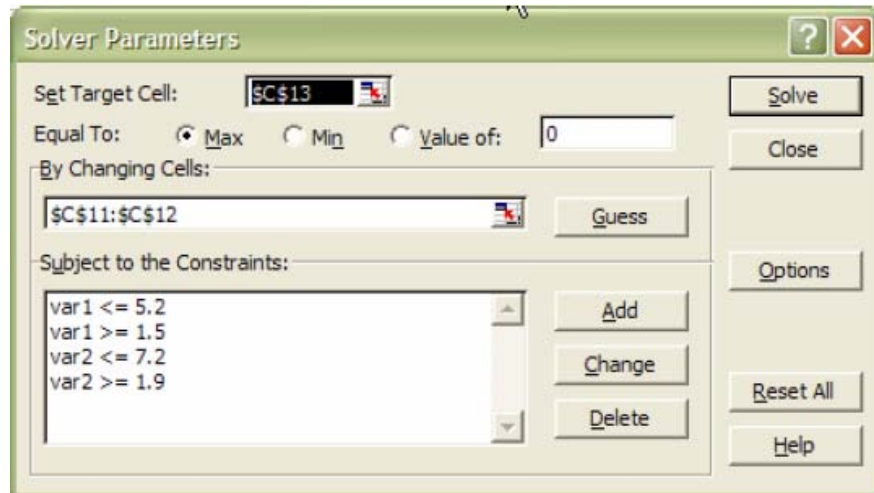 Solver Parameters
Set Target Cell: $C$13 Solve
Equal To: Max Min Value of: 0 Close
By Changing Cells:
$C$11:$C$12 Guess
Subject to the Constraints: Options
var1 <= 5.2 Add
var1 >= 1.5
var2 <= 7.2 Change
var2 >= 1.9 Reset All
Delete
Help